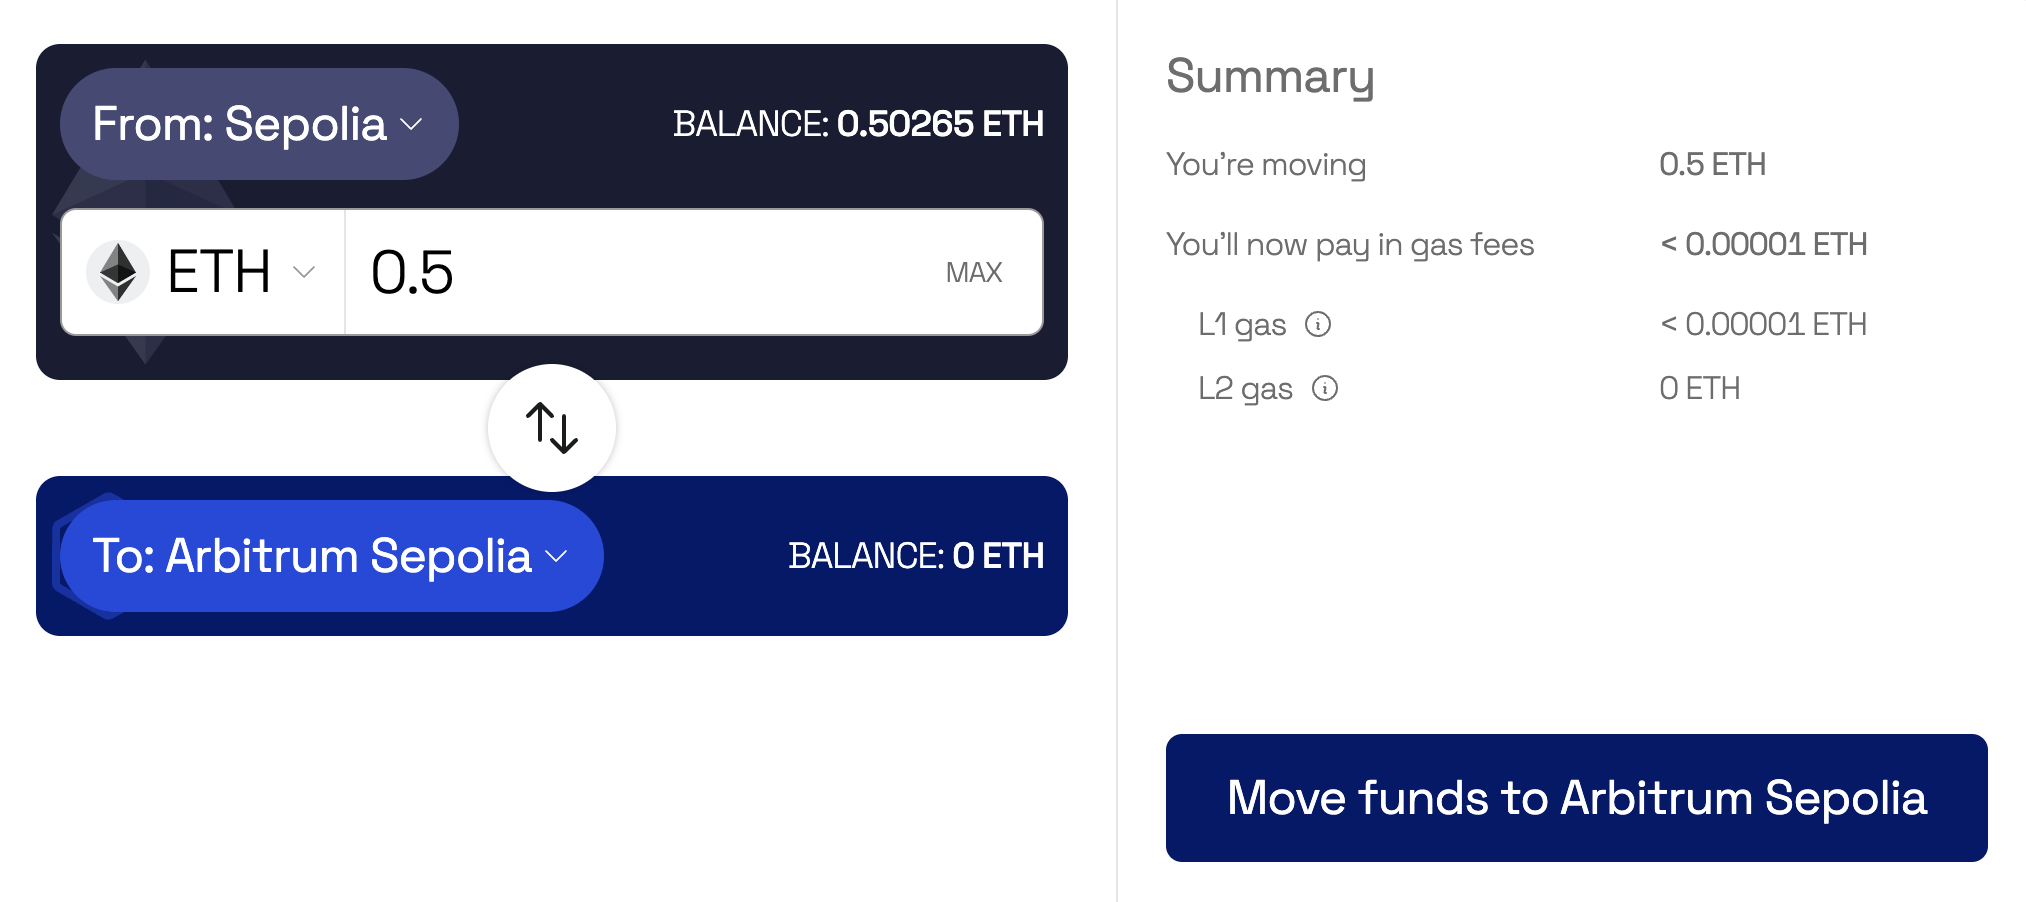 From: Sepolia
BALANCE: 0.50265 ETH
ETH
0.5
MAX
To: Arbitrum Sepolia
BALANCE: 0 ETH
Summary
You're moving 0.5 ETH
You'll now pay in gas fees < 0.00001 ETH
L1 gas < 0.00001 ETH
L2 gas 0 ETH
Move funds to Arbitrum Sepolia